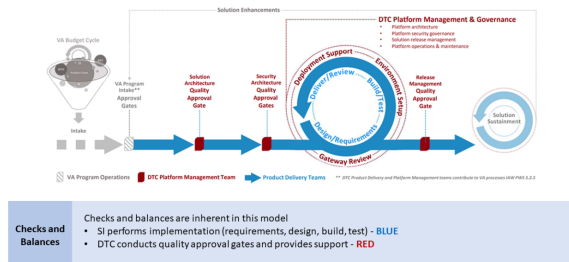 Solution Enhancements
DTC Platform Management & Governance
• Platform architecture
• Platform security governance
• Solution release management
• Platform operations & maintenance
VA Budget Cycle
VA Program
Intake**
Approval
Gates
Intake
Solution
Architecture
Quality
Approval
Gate
Security
Architecture
Quality
Approval
Gate
Deployment Support
Environment Setup
Gateway Review
Deliver/Review
Build/Test
Design/Requirements
Release
Management
Quality
Approval
Gate
Solution
Sustainment
VA Program Operations
DTC Platform Management Team
Product Delivery Teams
** DTC Product Delivery and Platform Management teams contribute to VA processes IAW PWS 5.2.3
Checks and
Balances
Checks and balances are inherent in this model
• SI performs implementation (requirements, design, build, test) - BLUE
• DTC conducts quality approval gates and provides support - RED